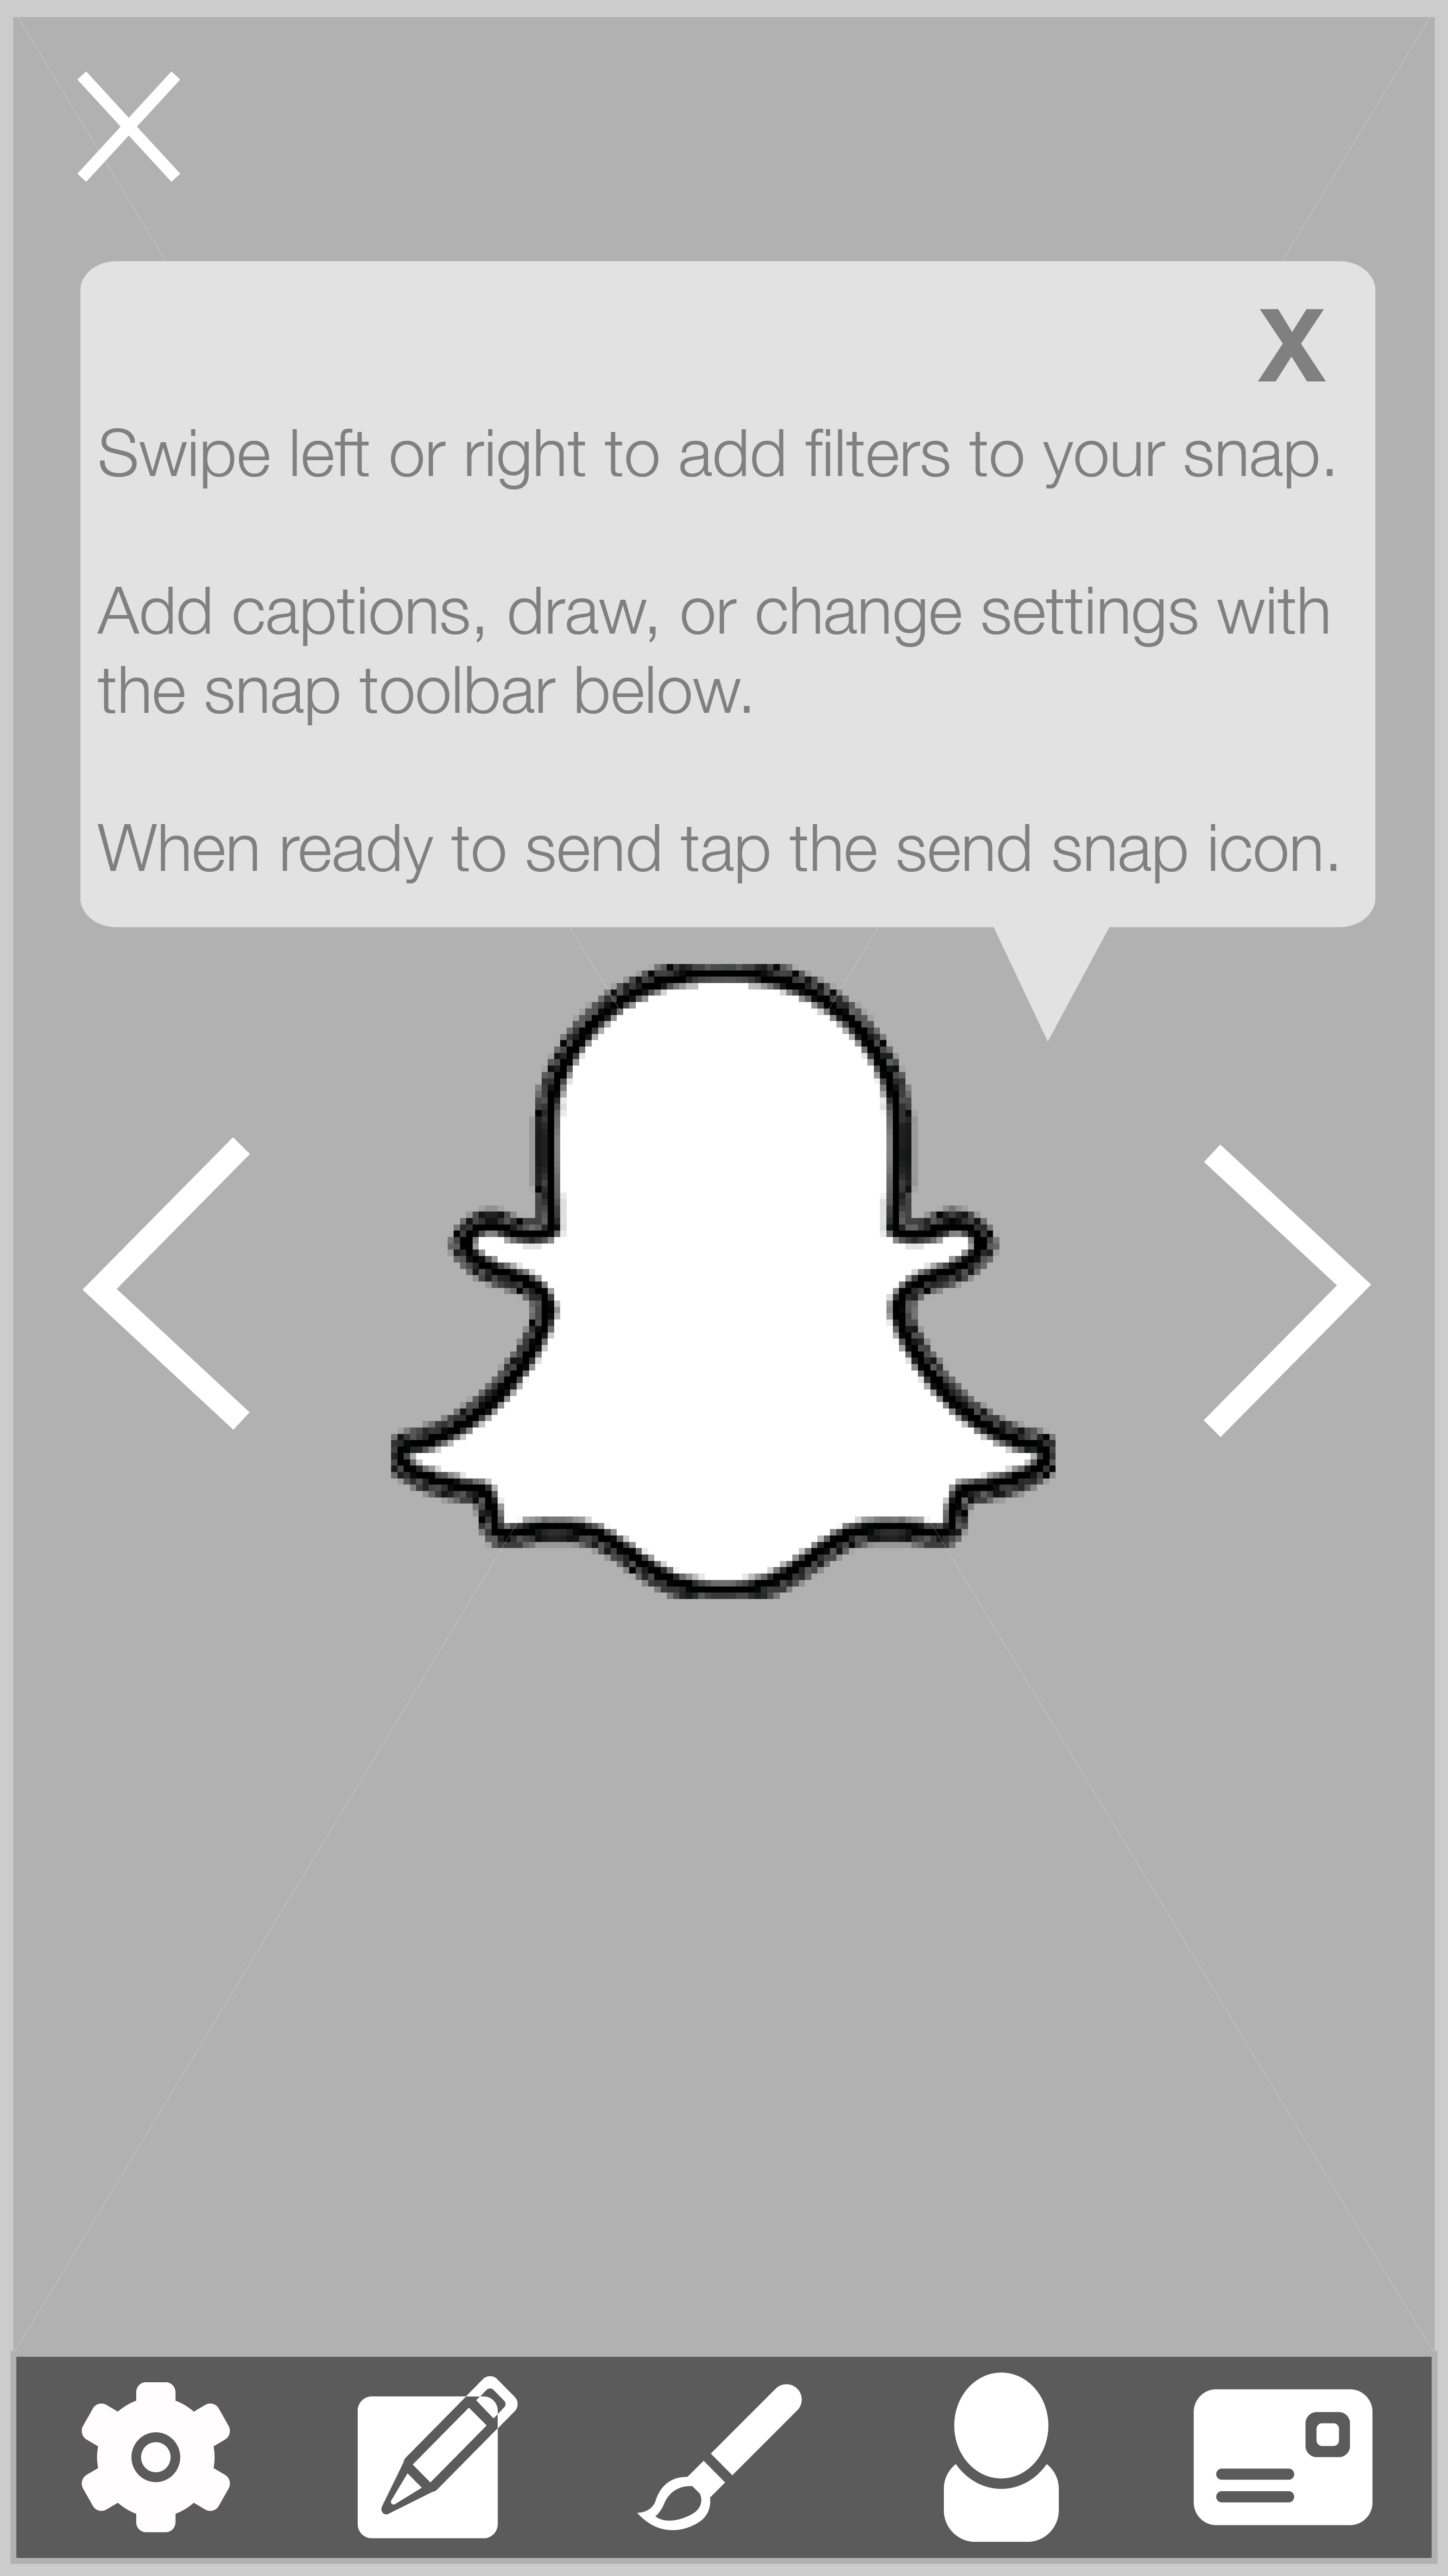 X
Swipe left or right to add filters to your snap.
Add captions, draw, or change settings with
the snap toolbar below.
When ready to send tap the send snap icon.